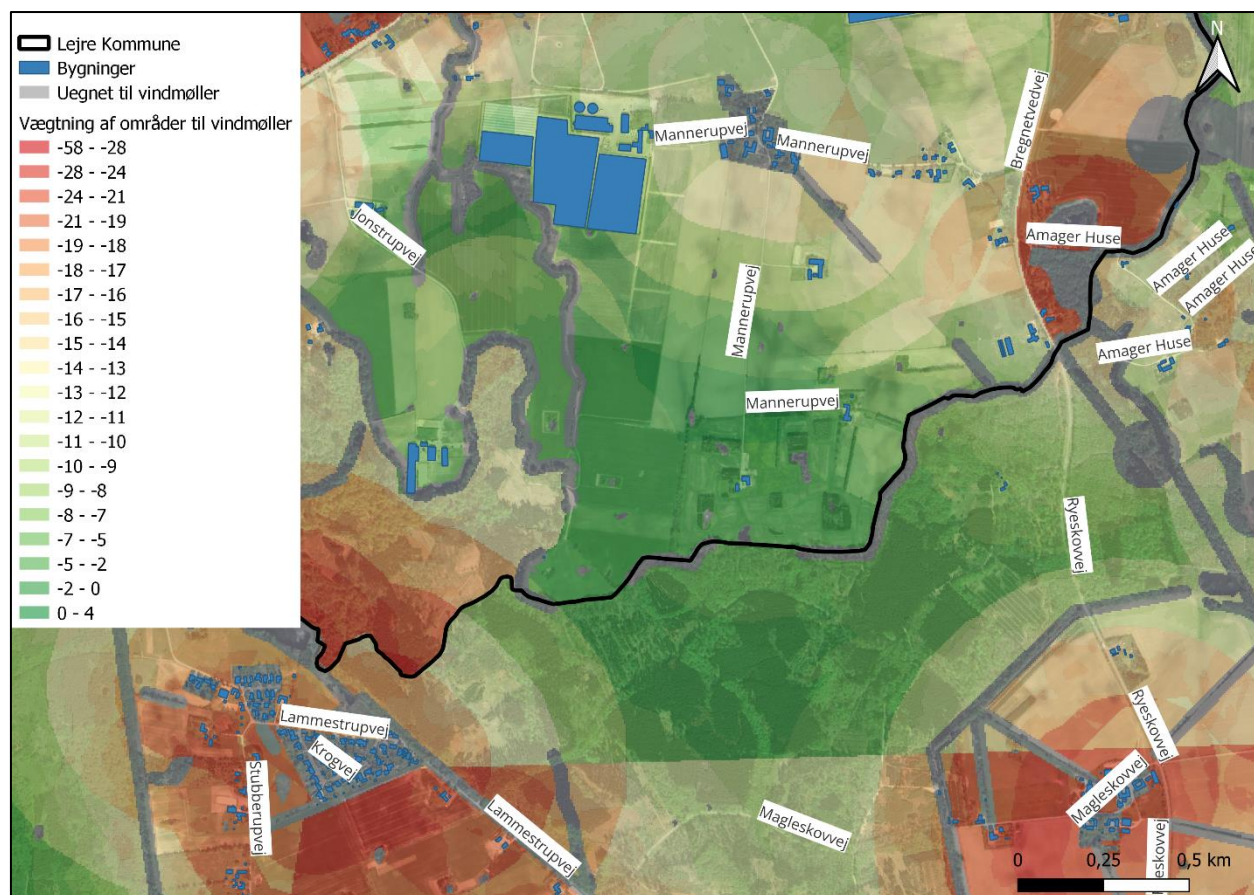 Lejre Kommune
Bygninger
Uegnet til vindmøller
Vægtning af områder til vindmøller
-58 - -28
-28 - -24
-24 - -21
-21 - -19
-19 - -18
-18 - -17
-17 - -16
-16 - -15
-15 - -14
-14 - -13
-13 - -12
-12 - -11
-11 - -10
-10 - -9
-9 - -8
-8 - -7
-7 - -5
-5 - -2
-2 - 0
0 - 4
N
Bregnetvedvej
Mannerupvej
Mannerupvej
Jonstrupvej
Amager Huse
Amager Huse
Amager Huse
Mannerupvej
Amager Huse
Mannerupvej
Ryeskovvej
Ryeskovvej
Lammestrupvej
Krogvej
Stubberupvej
Lammestrupvej
Magleskovvej
Magleskovvej
eskovvej
0 0,25 0,5 km